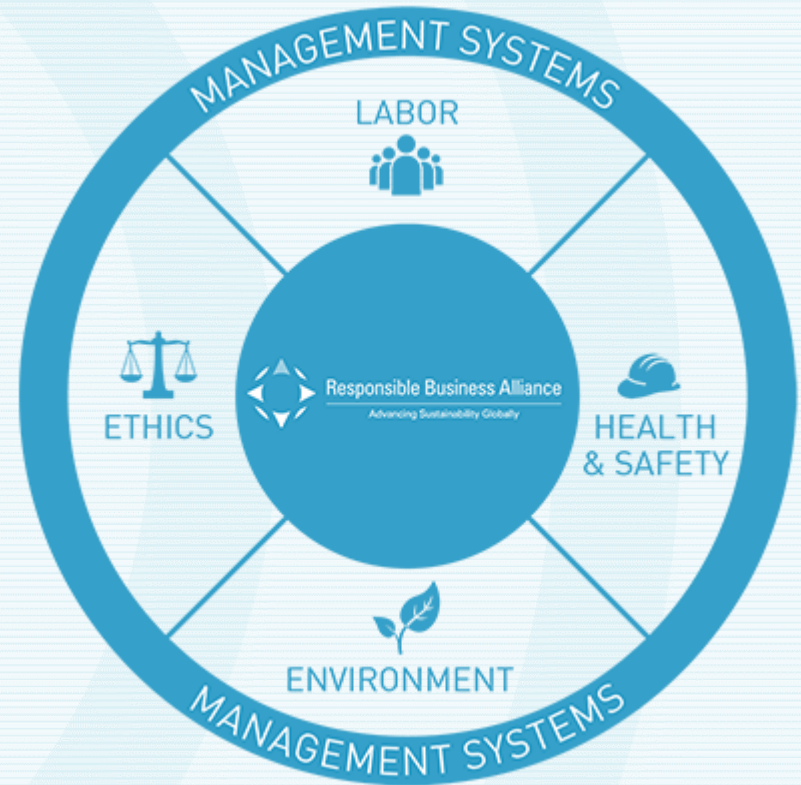 MANAGEMENT SYSTEMS
LABOR
Responsible Business Alliance
Advancing Sustainability Globally
ETHICS
HEALTH
& SAFETY
ENVIRONMENT
MANAGEMENT SYSTEMS